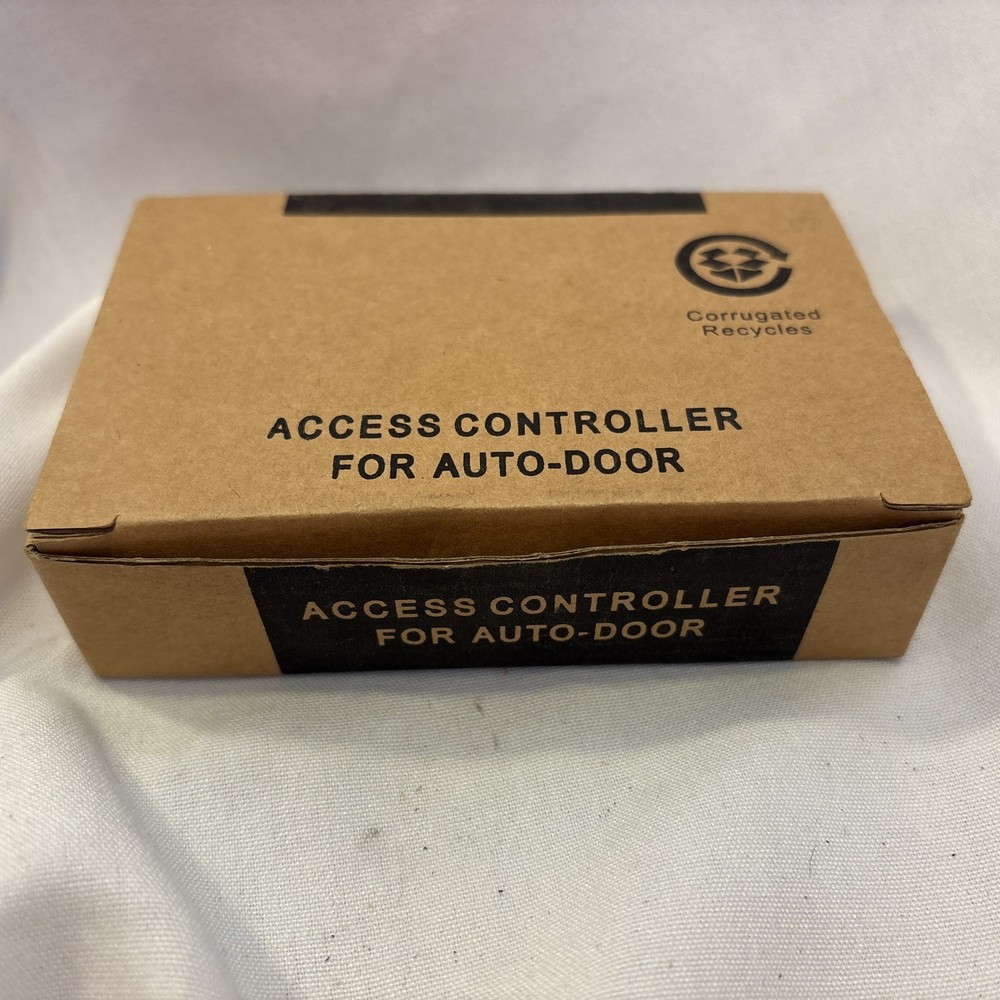 Corrugated
Recycles
ACCESS CONTROLLER
FOR AUTO-DOOR
ACCESS CONTROLLER
FOR AUTO-DOOR